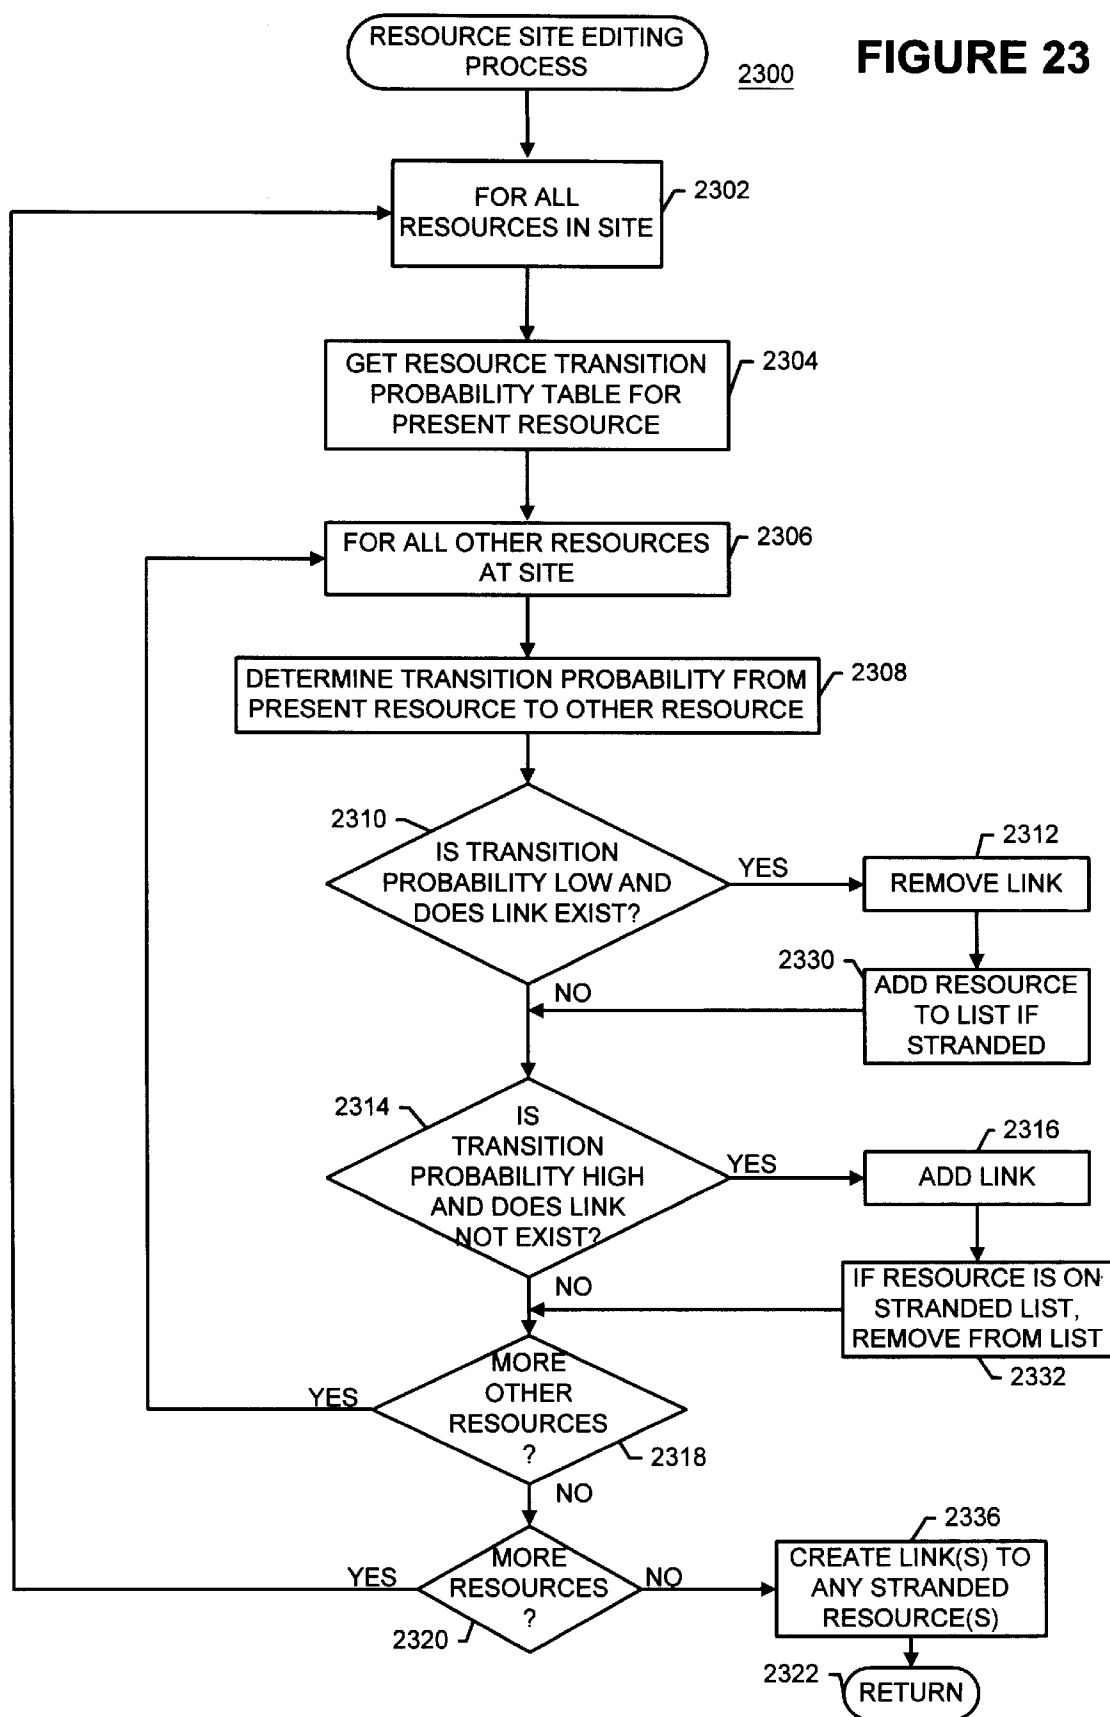 RESOURCE SITE EDITING
PROCESS
FIGURE 23
2300
FOR ALL
RESOURCES IN SITE
2302
GET RESOURCE TRANSITION
PROBABILITY TABLE FOR
PRESENT RESOURCE
2304
FOR ALL OTHER RESOURCES
AT SITE
2306
DETERMINE TRANSITION PROBABILITY FROM
PRESENT RESOURCE TO OTHER RESOURCE
2308
2310
IS TRANSITION
PROBABILITY LOW AND
DOES LINK EXIST?
YES
2312
REMOVE LINK
2330
ADD RESOURCE
TO LIST IF
STRANDED
NO
2314
IS
TRANSITION
PROBABILITY HIGH
AND DOES LINK
NOT EXIST?
YES
2316
ADD LINK
IF RESOURCE IS ON
STRANDED LIST,
REMOVE FROM LIST
2332
NO
MORE
OTHER
RESOURCES
?
YES
2318
NO
MORE
RESOURCES
?
YES
NO
2320
2336
CREATE LINK(S) TO
ANY STRANDED
RESOURCE(S)
2322
RETURN